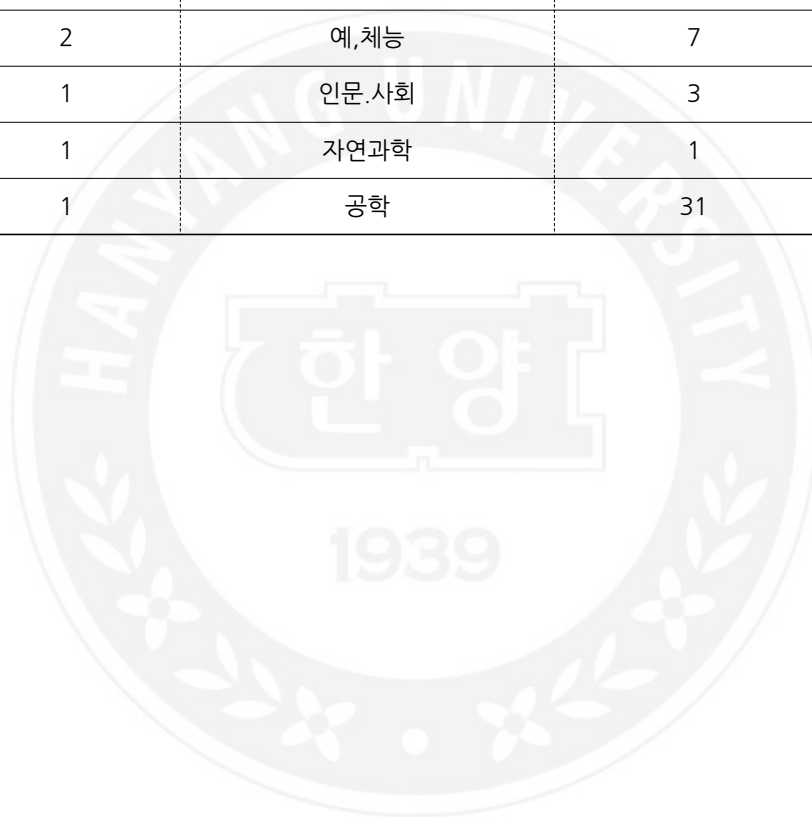 2 예,체능 7
1 인문.사회 3
1 자연과학 1
1 공학 31
HANYANG UNIVERSITY
한양
1939